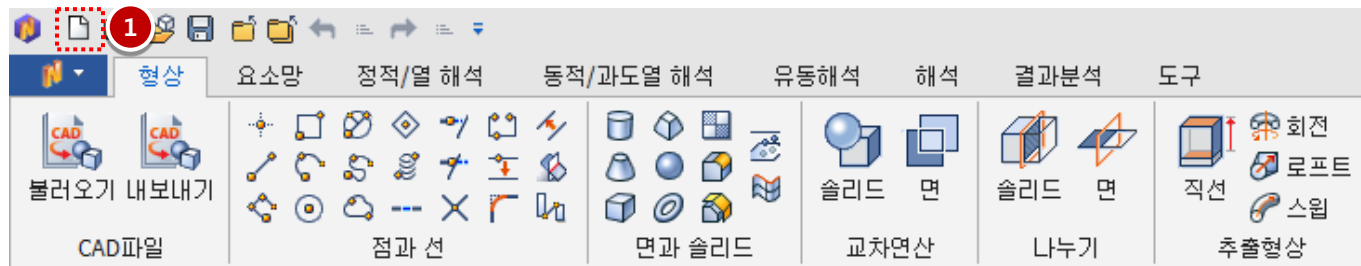 1
형상 요소망 정적/열 해석 동적/과도열 해석 유동해석 해석 결과분석 도구
CAD CAD
불러오기 내보내기 솔리드 면 솔리드 면 직선 회전
로프트
스윕
CAD파일 점과 선 면과 솔리드 교차연산 나누기 추출형상